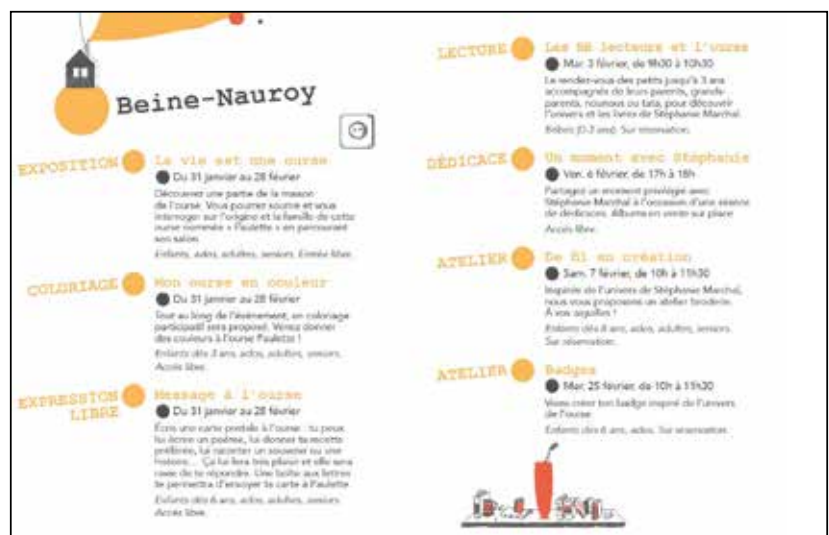 Beine-Nauroy
EXPOSITION
La vie est une ourse
Du 31 janvier au 28 février
Découvrez une partie de la maison
de l'ourse. Vous pourrez sourire et vous
interroger sur l'origine et la famille de cette
ourse nommée « Paulette » en parcourant
son salon.
Enfants, ados, adultes, seniors. Entrée libre.
COLORIAGE
Mon ourse en couleur
Du 31 janvier au 28 février
Tout au long de l'événement, un coloriage
participatif sera proposé. Venez donner
des couleurs à l'ourse Paulette !
Enfants dès 3 ans, ados, adultes, seniors.
Accès libre.
EXPRESSION
LIBRE
Message à l'ourse
Du 31 janvier au 28 février
Écris une carte postale à l'ourse : tu peux
lui écrire un poème, lui donner ta recette
préférée, lui raconter un souvenir ou une
histoire... Ça lui fera très plaisir et elle sera
ravie de te répondre. Une boîte aux lettres
te permettra d'envoyer ta carte à Paulette.
Enfants dès 6 ans, ados, adultes, seniors.
Accès libre.
LECTURE
Les BB lecteurs et l'ourse
Mar. 3 février, de 9h30 à 10h30
Le rendez-vous des petits jusqu'à 3 ans
accompagnés de leurs parents, grands-
parents, nounous ou tata, pour découvrir
l'univers et les livres de Stéphanie Marchal.
Bébés (0-3 ans). Sur réservation.
DÉDICACE
Un moment avec Stéphanie
Ven. 6 février, de 17h à 18h
Partagez un moment privilégié avec
Stéphanie Marchal à l'occasion d'une séance
de dédicaces. Albums en vente sur place.
Accès libre.
ATELIER
De fil en création
Sam. 7 février, de 10h à 11h30
Inspirée de l'univers de Stéphanie Marchal,
nous vous proposons un atelier broderie.
À vos aiguilles !
Enfants dès 8 ans, ados, adultes, seniors.
Sur réservation.
ATELIER
Badges
Mer. 25 février, de 10h à 11h30
Viens créer ton badge inspiré de l'univers
de l'ourse.
Enfants dès 6 ans, ados. Sur réservation.